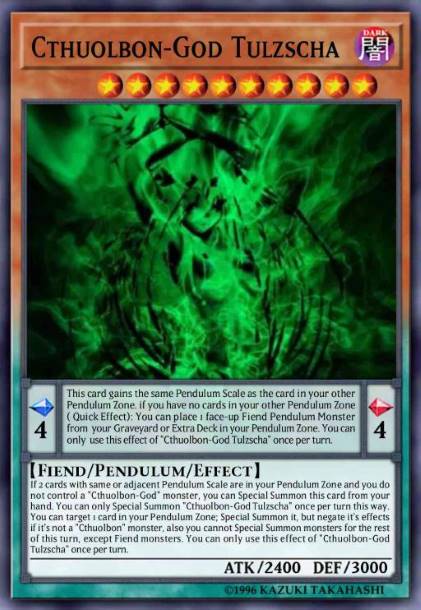 Cthuolbon-God Tulzscha
DARK
闇
This card gains the same Pendulum Scale as the card in your other
Pendulum Zone. if you have no cards in your other Pendulum Zone
( Quick Effect): You can place 1 face-up Fiend Pendulum Monster
from your Graveyard or Extra Deck in your Pendulum Zone. You can
only use this effect of "Cthuolbon-God Tulzscha" once per turn.
4
4
[FIEND/PENDULUM/EFFECT]
If 2 cards with same or adjacent Pendulum Scale are in your Pendulum Zone and you do
not control a "Cthuolbon-God" monster, you can Special Summon this card from your
hand. You can only Special Summon "Cthuolbon-God Tulzscha" once per turn this way.
You can target 1 card in your Pendulum Zone; Special Summon it, but negate it's effects
if it's not a "Cthuolbon" monster, also you cannot Special Summon monsters for the rest
of this turn, except Fiend monsters. You can only use this effect of "Cthuolbon-God
Tulzscha" once per turn.
ATK/2400 DEF/3000
©1996 KAZUKI TAKAHASHI